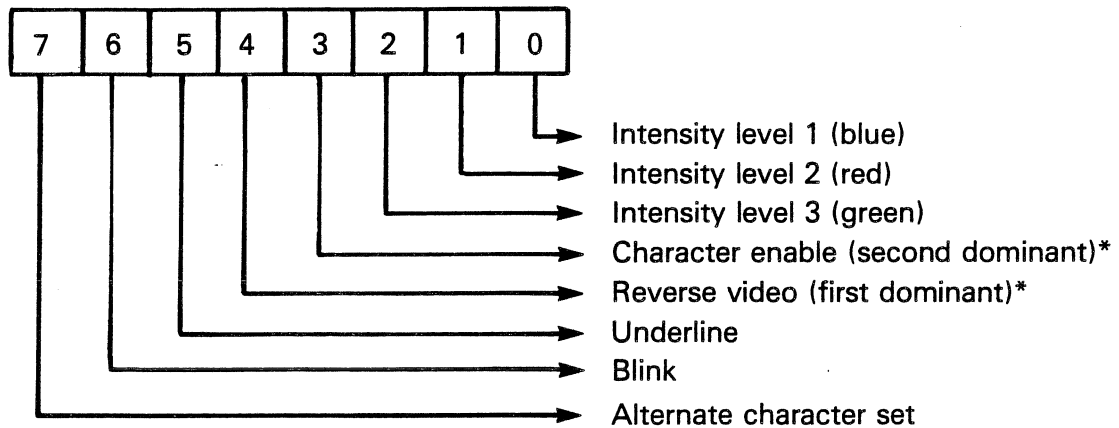 7 6 5 4 3 2 1 0
Intensity level 1 (blue)
Intensity level 2 (red)
Intensity level 3 (green)
Character enable (second dominant)*
Reverse video (first dominant)*
Underline
Blink
Alternate character set